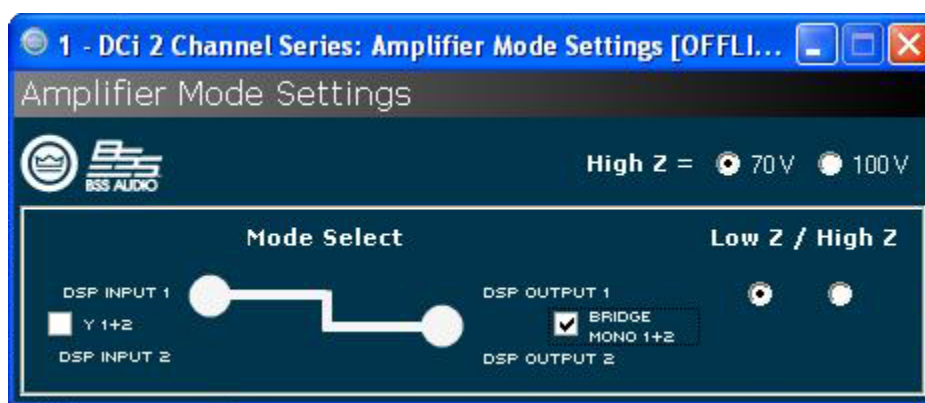 1 - DCi 2 Channel Series: Amplifier Mode Settings [OFFLI...
Amplifier Mode Settings
BSS AUDIO
High Z = 70V 100V
Mode Select
Low Z / High Z
DSP INPUT 1
Y 1+2
DSP INPUT 2
DSP OUTPUT 1
BRIDGE
MONO 1+2
DSP OUTPUT 2